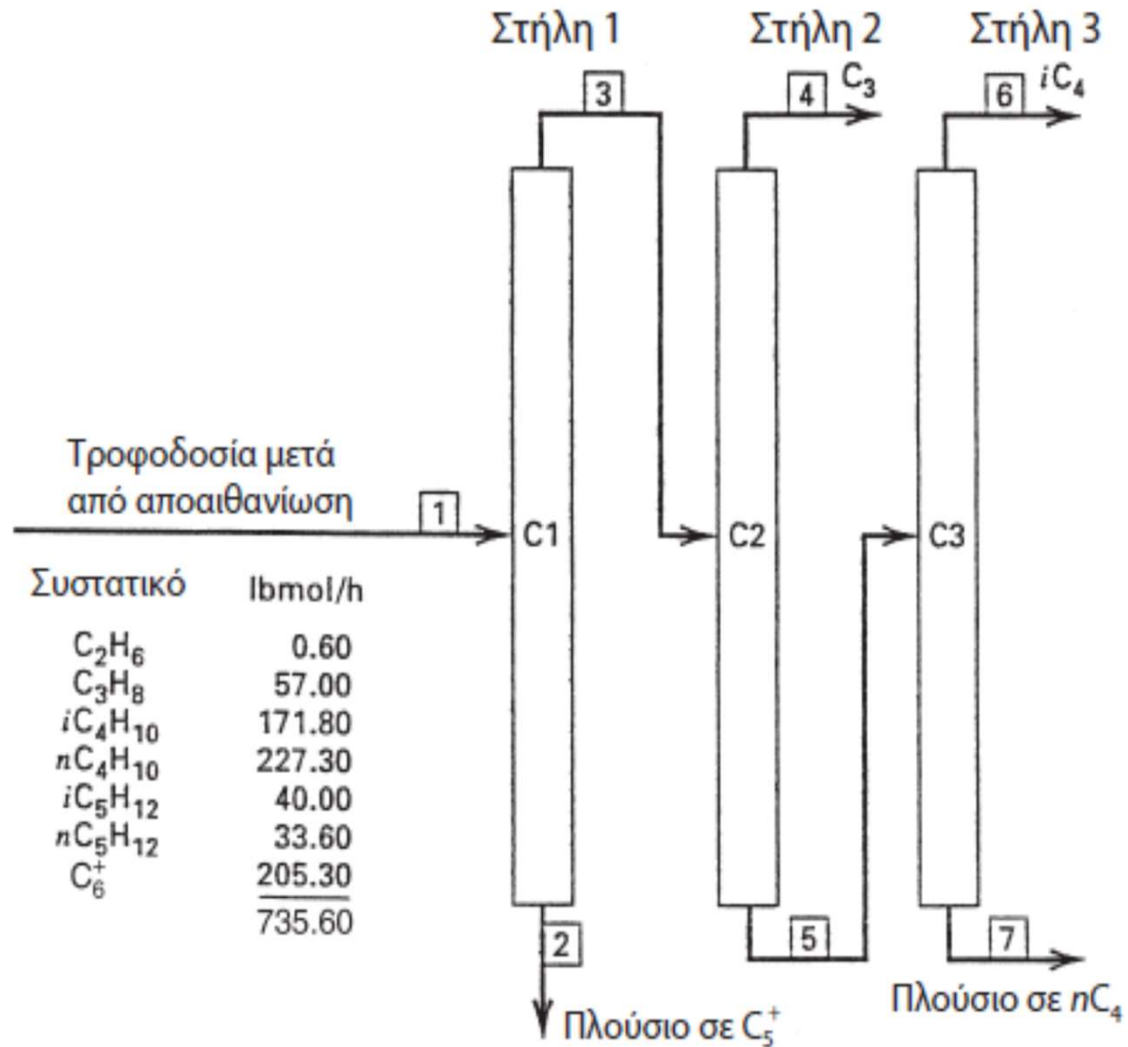 Στήλη 1 Στήλη 2 Στήλη 3
3 4 C₃ 6 iC₄
Τροφοδοσία μετά
από αποαιθανίωση
1
C1 C2 C3
Συστατικό lbmol/h
C₂H₆ 0.60
C₃H₈ 57.00
iC₄H₁₀ 171.80
nC₄H₁₀ 227.30
iC₅H₁₂ 40.00
nC₅H₁₂ 33.60
C₆⁺ 205.30
735.60
2 5 7
Πλούσιο σε C₅⁺ Πλούσιο σε nC₄